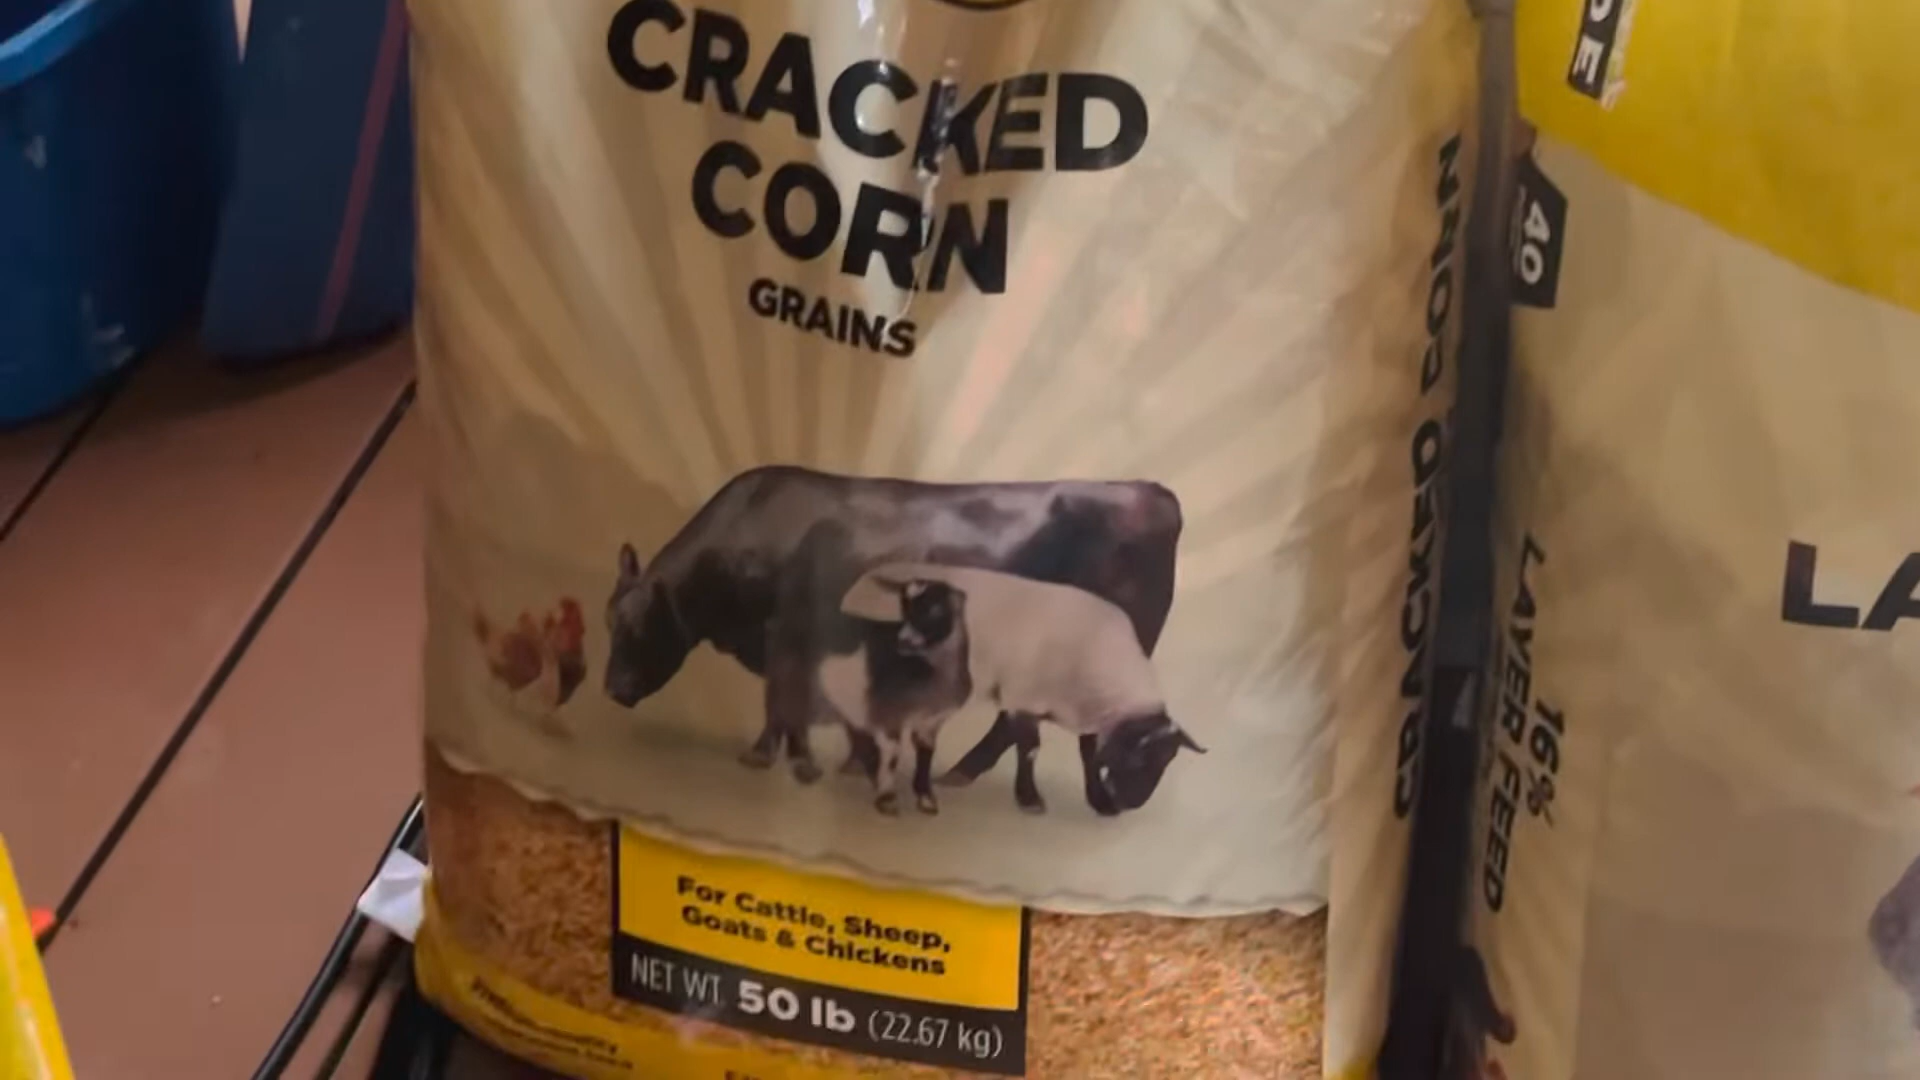 CRACKED
CORN
GRAINS
For Cattle, Sheep,
Goats & Chickens
NET WT. 50 lb (22.67 kg)
CRACKED CORN
40
16%
LAYER FEED
LA